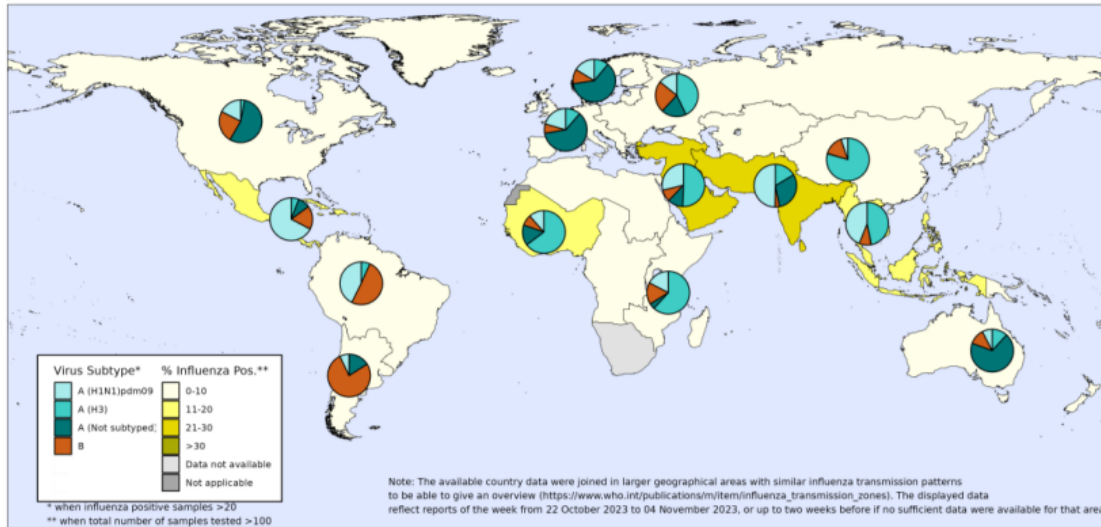 Virus Subtype*
A (H1N1)pdm09
A (H3)
A (Not subtyped)
B
% Influenza Pos.**
0-10
11-20
21-30
>30
Data not available
Not applicable
* when influenza positive samples >20
** when total number of samples tested >100
Note: The available country data were joined in larger geographical areas with similar influenza transmission patterns
to be able to give an overview (https://www.who.int/publications/m/item/influenza_transmission_zones). The displayed data
reflect reports of the week from 22 October 2023 to 04 November 2023, or up to two weeks before if no sufficient data were available for that area